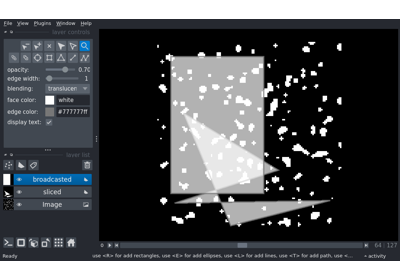 File View Plugins Window Help
layer controls
opacity: 0.70
edge width: 1
blending: translucen
face color: white
edge color: #777777ff
display text:
layer list
broadcasted
sliced
Image
64 127
Ready use <R> for add rectangles, use <E> for add ellipses, use <L> for add lines, use <T> for add path, use <... activity